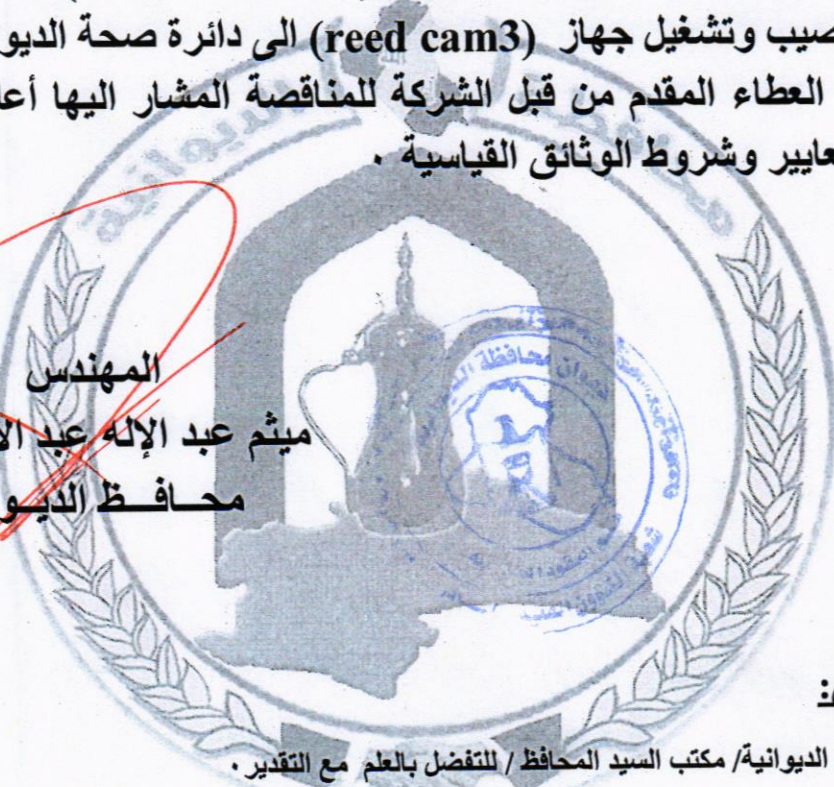 صيب وتشغيل جهاز (reed cam3) الى دائرة صحة الديو
العطاء المقدم من قبل الشركة للمناقصة المشار اليها أعا
عايير وشروط الوثائق القياسية .
المهندس
ميثم عبد الإله عبد الا
محافظ الديو
الديوانية/ مكتب السيد المحافظ / للتفضل بالعلم مع التقدير.